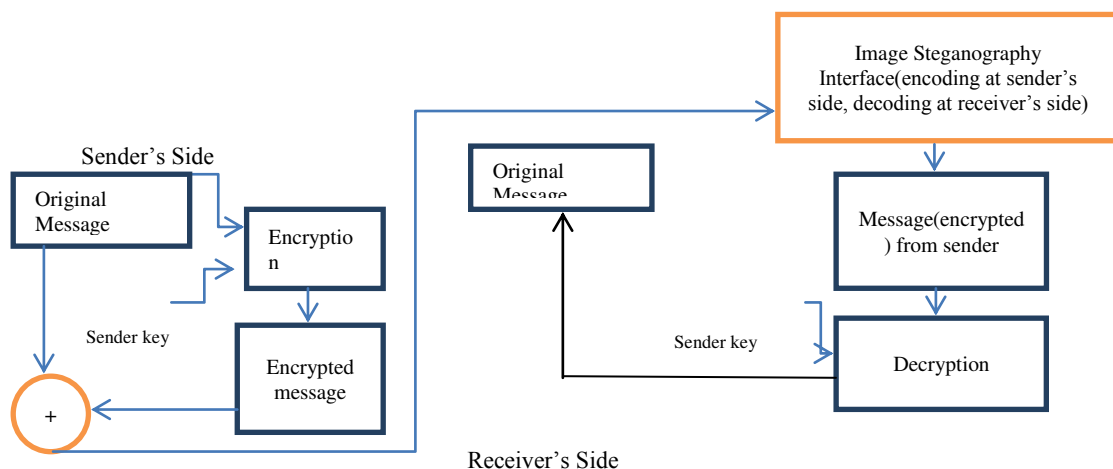 Image Steganography
Interface(encoding at sender's
side, decoding at receiver's side)
Sender's Side
Original
Message
Encryptio
n
Sender key
Encrypted
message
+
Original
Message
Message(encrypted
) from sender
Sender key
Decryption
Receiver's Side